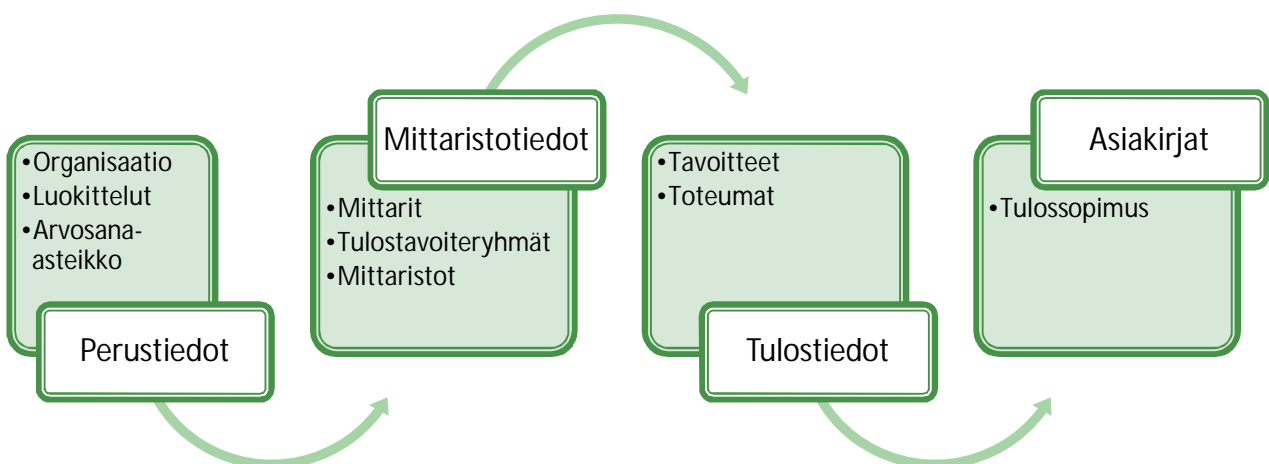 •Organisaatio
•Luokittelut
•Arvosana-
asteikko
Perustiedot
Mittaristotiedot
•Mittarit
•Tulostavoiteryhmät
•Mittaristot
•Tavoitteet
•Toteumat
Tulostiedot
Asiakirjat
•Tulossopimus